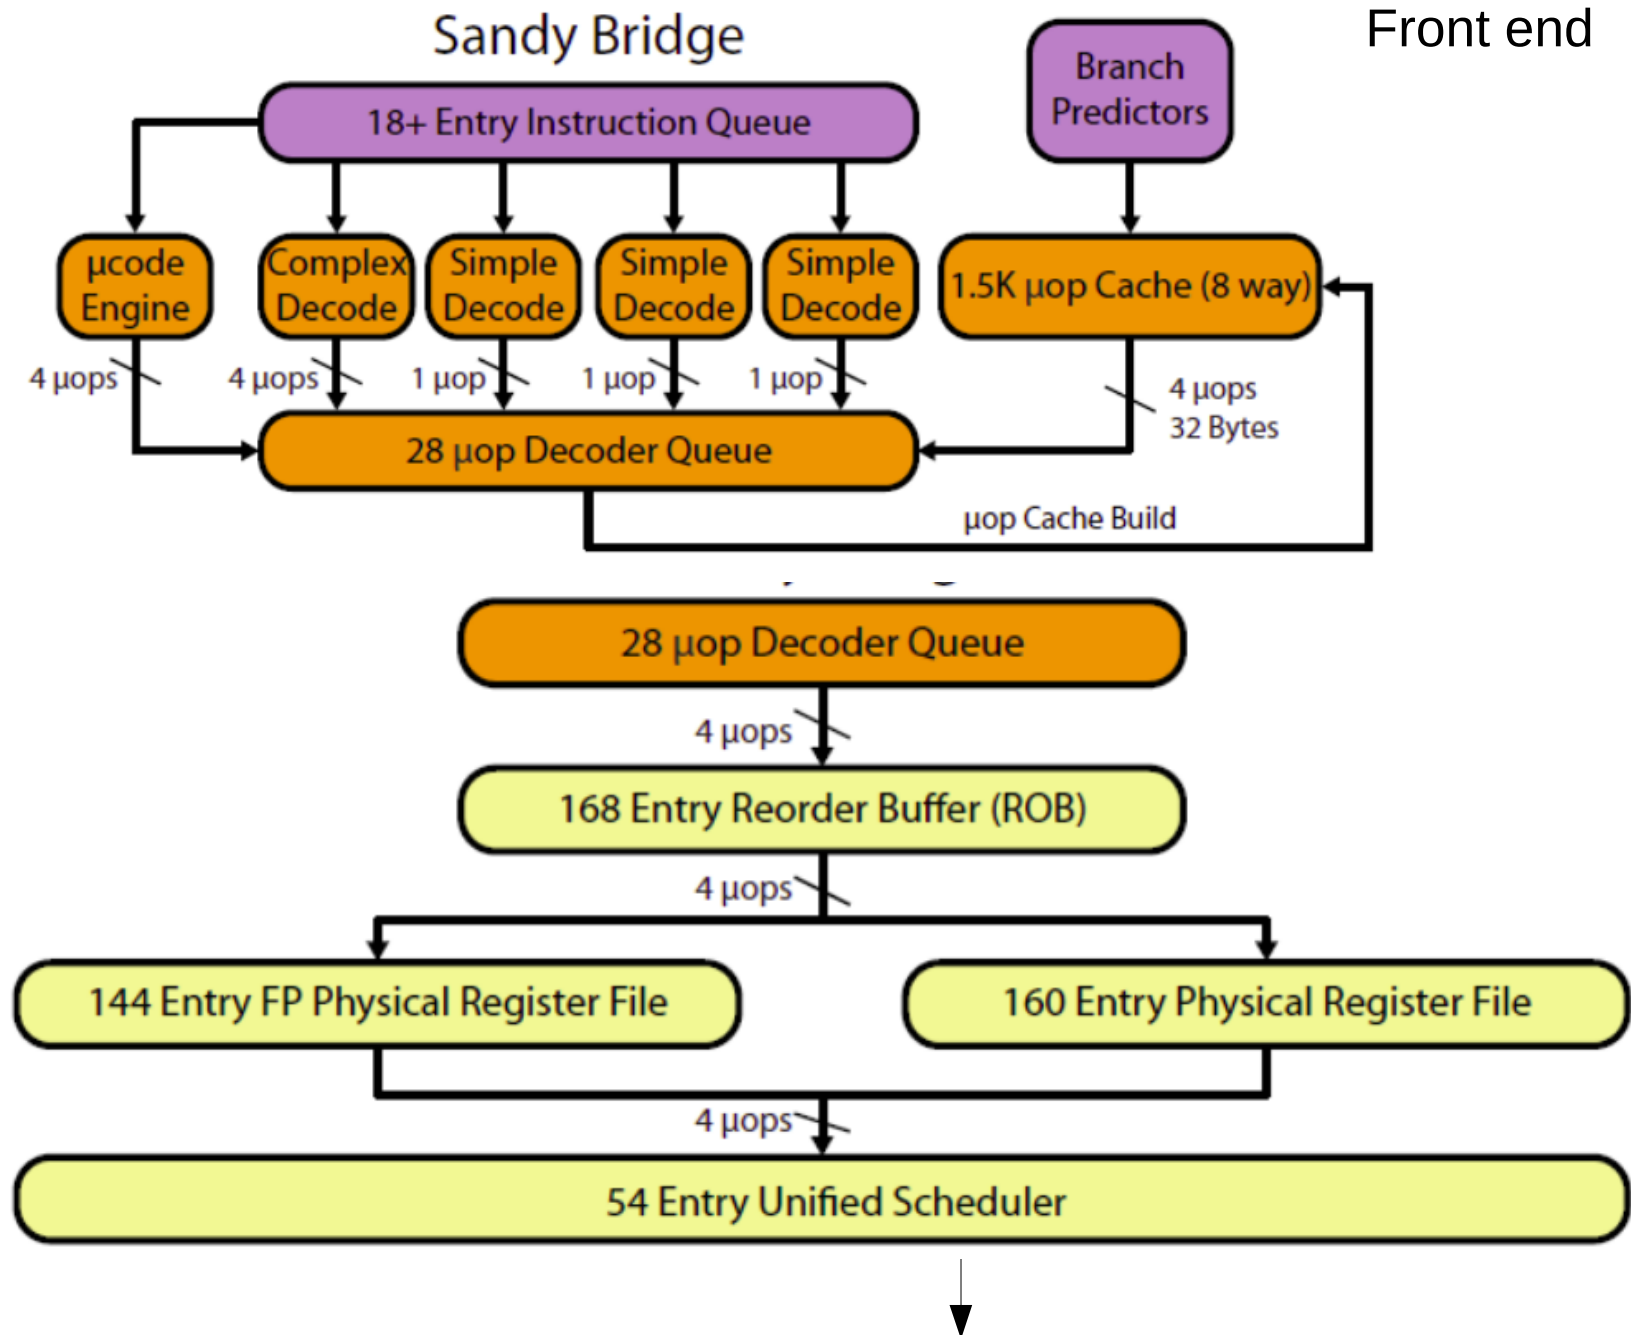 Sandy Bridge
Front end
18+ Entry Instruction Queue
Branch
Predictors
µcode
Engine
Complex
Decode
Simple
Decode
Simple
Decode
Simple
Decode
1.5K µop Cache (8 way)
4 µops
4 µops
1 µop
1 µop
1 µop
4 µops
32 Bytes
28 µop Decoder Queue
µop Cache Build
28 µop Decoder Queue
4 µops
168 Entry Reorder Buffer (ROB)
4 µops
144 Entry FP Physical Register File
160 Entry Physical Register File
4 µops
54 Entry Unified Scheduler